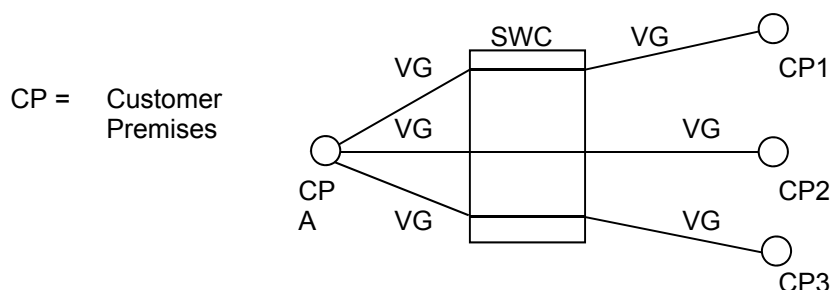 SWC
VG
VG
CP1
CP = Customer
Premises
VG
VG
CP
A
CP2
VG
VG
CP3